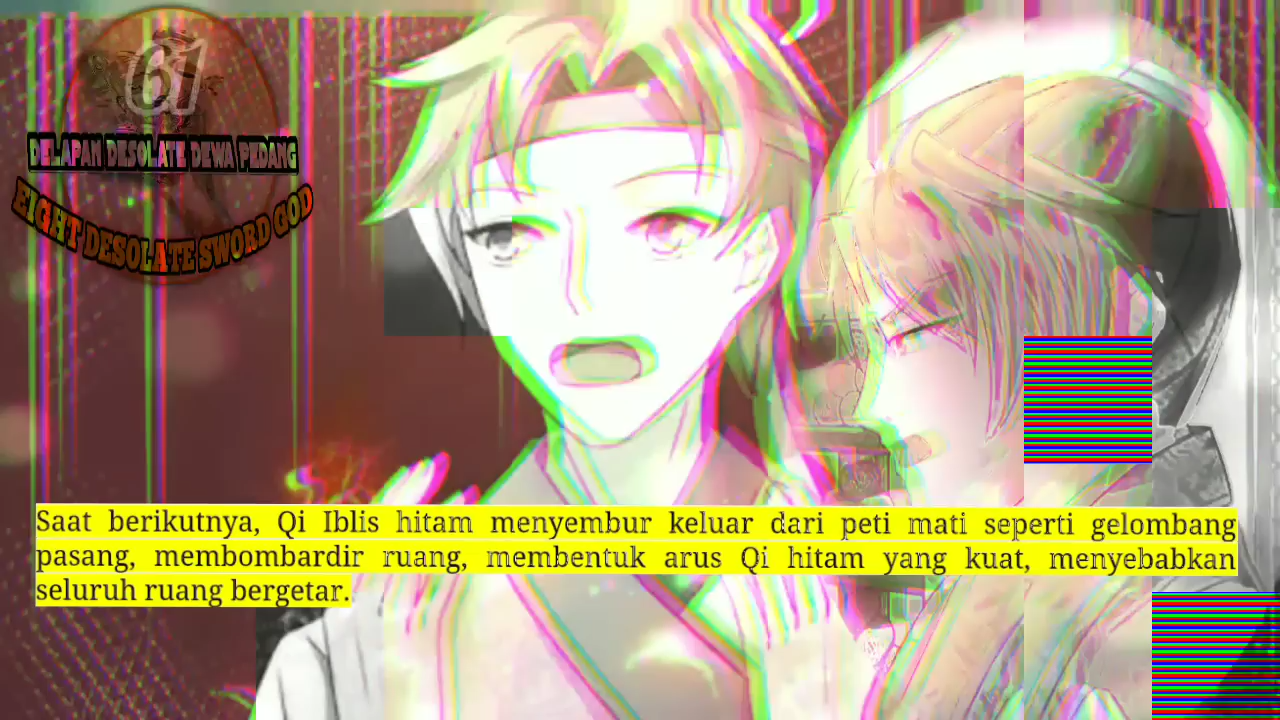 61
DELAPAN DESOLATE DEWA PEDANG
EIGHT DESOLATE SWORD GOD
Saat berikutnya, Qi Iblis hitam menyembur keluar dari peti mati seperti gelombang
pasang, membombardir ruang, membentuk arus Qi hitam yang kuat, menyebabkan
seluruh ruang bergetar.